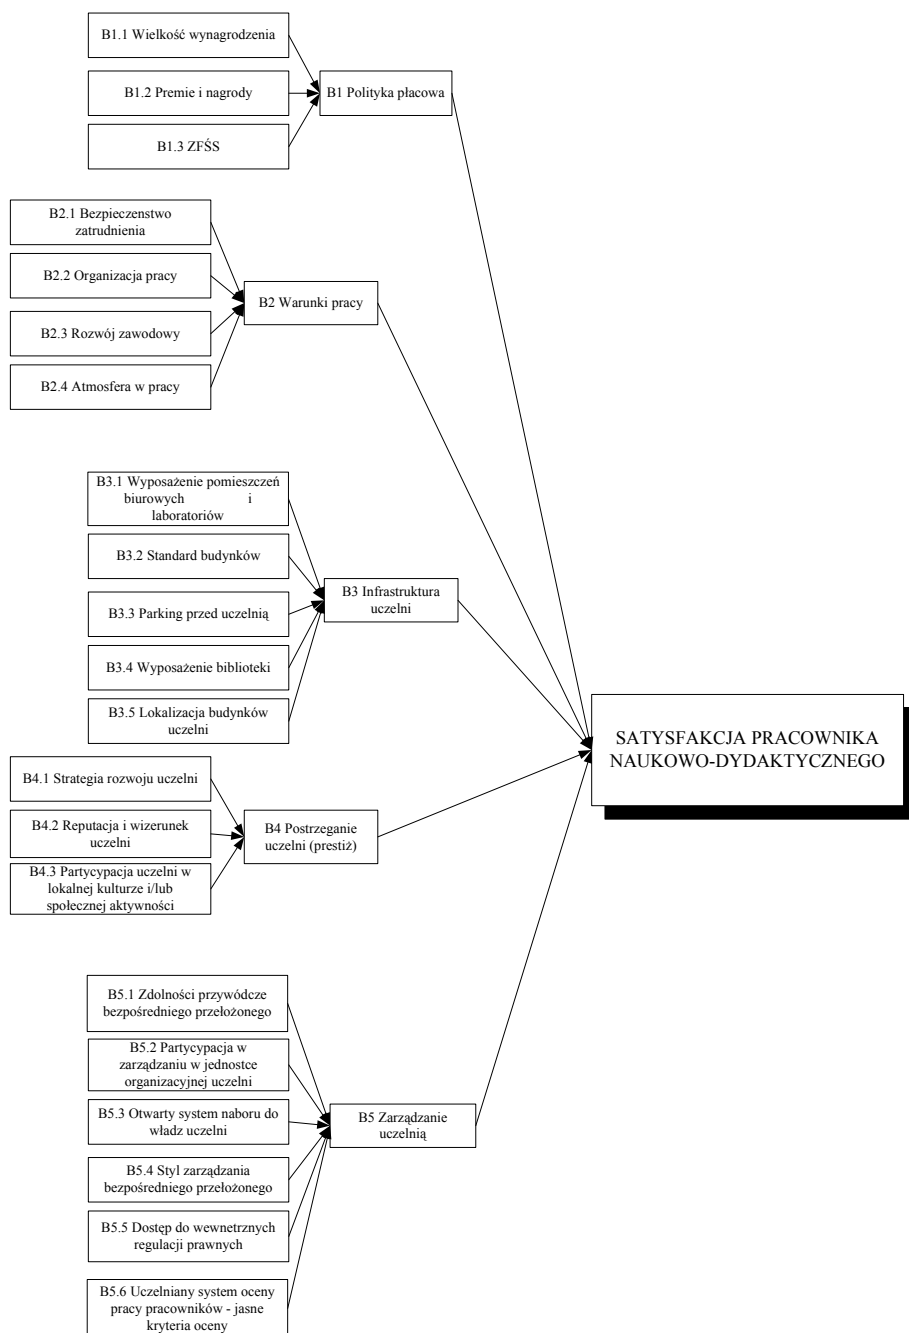 B1.1 Wielkość wynagrodzenia
B1.2 Premie i nagrody
B1 Polityka płacowa
B1.3 ZFŚS
B2.1 Bezpieczenstwo
zatrudnienia
B2.2 Organizacja pracy
B2 Warunki pracy
B2.3 Rozwój zawodowy
B2.4 Atmosfera w pracy
B3.1 Wyposażenie pomieszczeń
biurowych i
laboratoriów
B3.2 Standard budynków
B3 Infrastruktura
uczelni
B3.3 Parking przed uczelnią
B3.4 Wyposażenie biblioteki
B3.5 Lokalizacja budynków
uczelni
SATYSFAKCJA PRACOWNIKA
NAUKOWO-DYDAKTYCZNEGO
B4.1 Strategia rozwoju uczelni
B4.2 Reputacja i wizerunek
uczelni
B4 Postrzeganie
uczelni (prestiż)
B4.3 Partycypacja uczelni w
lokalnej kulturze i/lub
społecznej aktywności
B5.1 Zdolności przywódcze
bezpośredniego przełożonego
B5.2 Partycypacja w
zarządzaniu w jednostce
organizacyjnej uczelni
B5.3 Otwarty system naboru do
władz uczelni
B5 Zarządzanie
uczelnią
B5.4 Styl zarządzania
bezpośredniego przełożonego
B5.5 Dostęp do wewnetrznych
regulacji prawnych
B5.6 Uczelniany system oceny
pracy pracowników - jasne
kryteria oceny